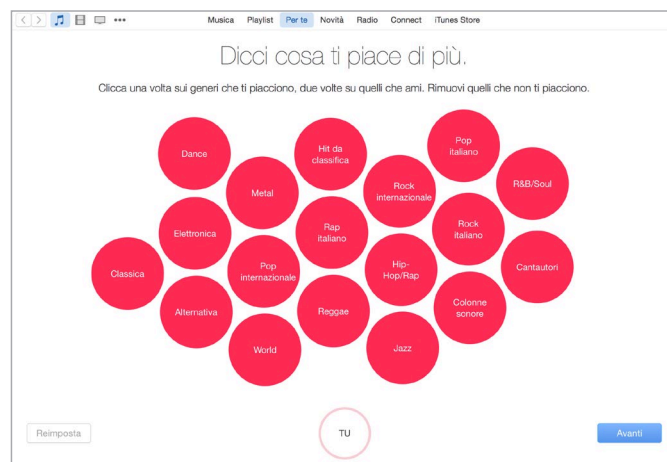 Musica Playlist Per te Novità Radio Connect iTunes Store
Dicci cosa ti piace di più.
Clicca una volta sui generi che ti piacciono, due volte su quelli che ami. Rimuovi quelli che non ti piacciono.
Dance
Hit da
classifica
Pop
italiano
Metal
Rock
internazionale
R&B/Soul
Elettronica
Rap
italiano
Rock
italiano
Classica
Pop
internazionale
Hip-
Hop/Rap
Cantautori
Alternativa
Reggae
Colonne
sonore
World
Jazz
Reimposta
TU
Avanti